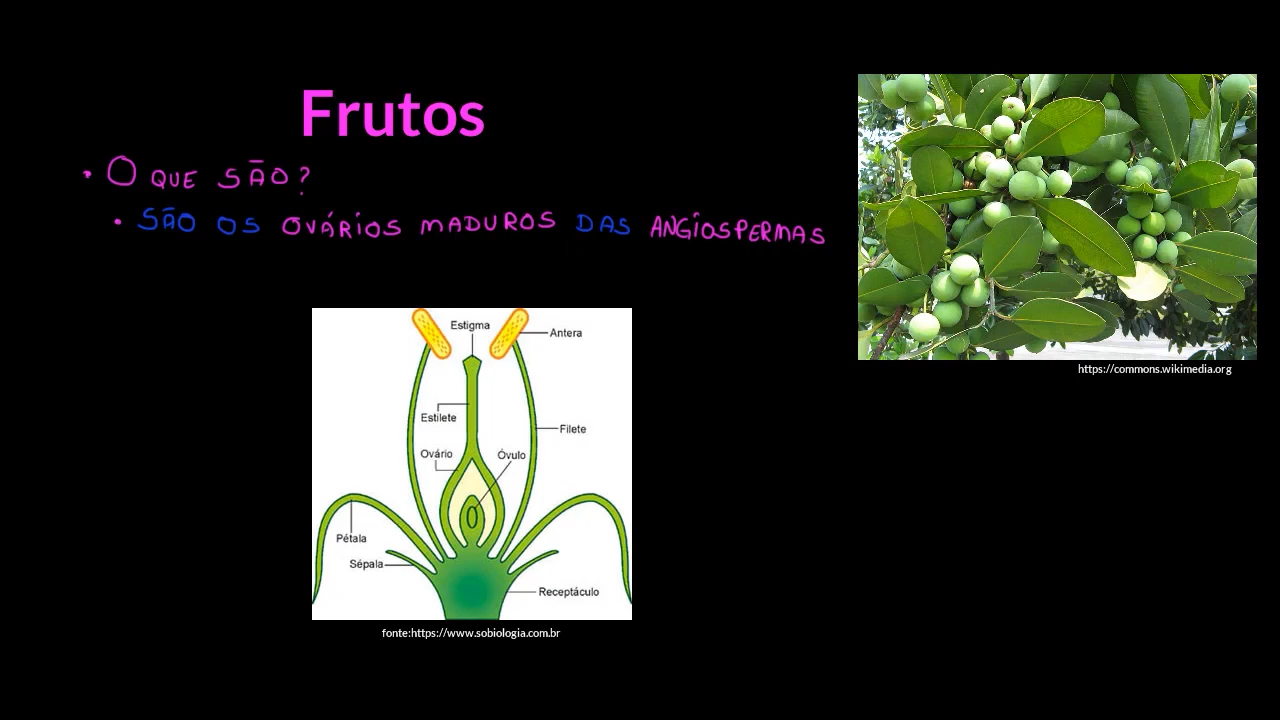 Frutos
• O QUE SÃO?
• SÃO OS OVÁRIOS MADUROS DAS ANGIOSPERMAS
https://commons.wikimedia.org
Estigma
Antera
Estilete
Filete
Ovário
Óvulo
Pétala
Sépala
Receptáculo
fonte:https://www.sobiologia.com.br